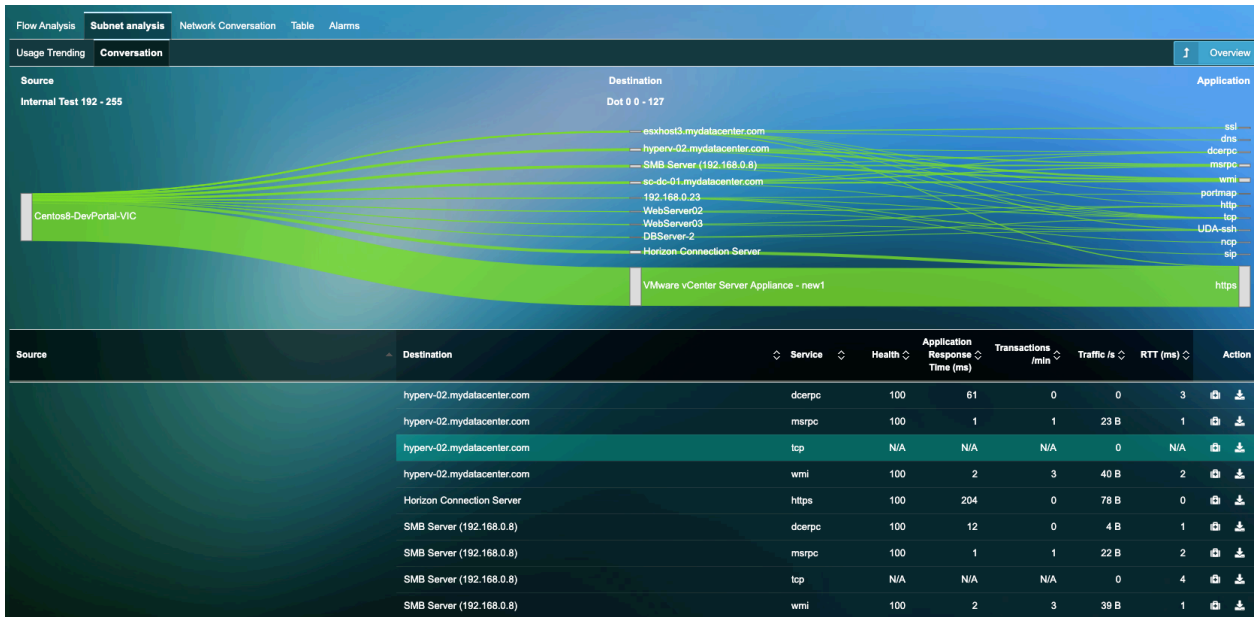 Flow Analysis Subnet analysis Network Conversation Table Alarms
Usage Trending Conversation Overview
Source Destination Application
Internal Test 192 - 255 Dot 0 0 - 127
esxhost3.mydatacenter.com
hyperv-02.mydatacenter.com
SMB Server (192.168.0.8)
sc-dc-01.mydatacenter.com
192.168.0.23
WebServer02
WebServer03
DBServer-2
Horizon Connection Server
VMware vCenter Server Appliance - new1
Centos8-DevPortal-VIC
ssl
dns
dcerpc
msrpc
wmi
portmap
http
tcp
UDA-ssh
ncp
sip
https
Source Destination Service Health Application Response Time (ms) Transactions /min Traffic /s RTT (ms) Action
hyperv-02.mydatacenter.com dcerpc 100 61 0 0 3
hyperv-02.mydatacenter.com msrpc 100 1 1 23 B 1
hyperv-02.mydatacenter.com tcp N/A N/A N/A 0 N/A
hyperv-02.mydatacenter.com wmi 100 2 3 40 B 2
Horizon Connection Server https 100 204 0 78 B 0
SMB Server (192.168.0.8) dcerpc 100 12 0 4 B 1
SMB Server (192.168.0.8) msrpc 100 1 1 22 B 2
SMB Server (192.168.0.8) tcp N/A N/A N/A 0 4
SMB Server (192.168.0.8) wmi 100 2 3 39 B 1